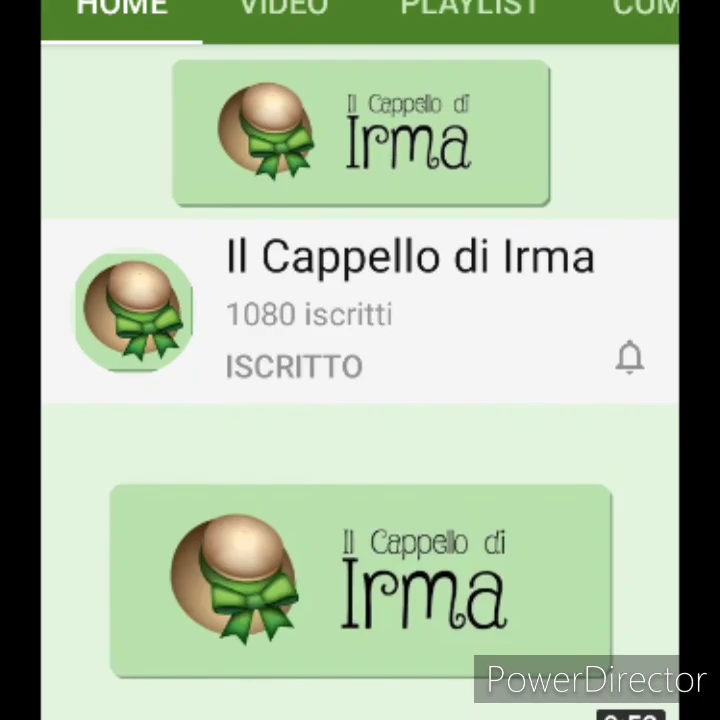 HOME VIDEO PLAYLIST COM
Il Cappello di
Irma
Il Cappello di Irma
1080 iscritti
ISCRITTO
Il Cappello di
Irma
PowerDirector